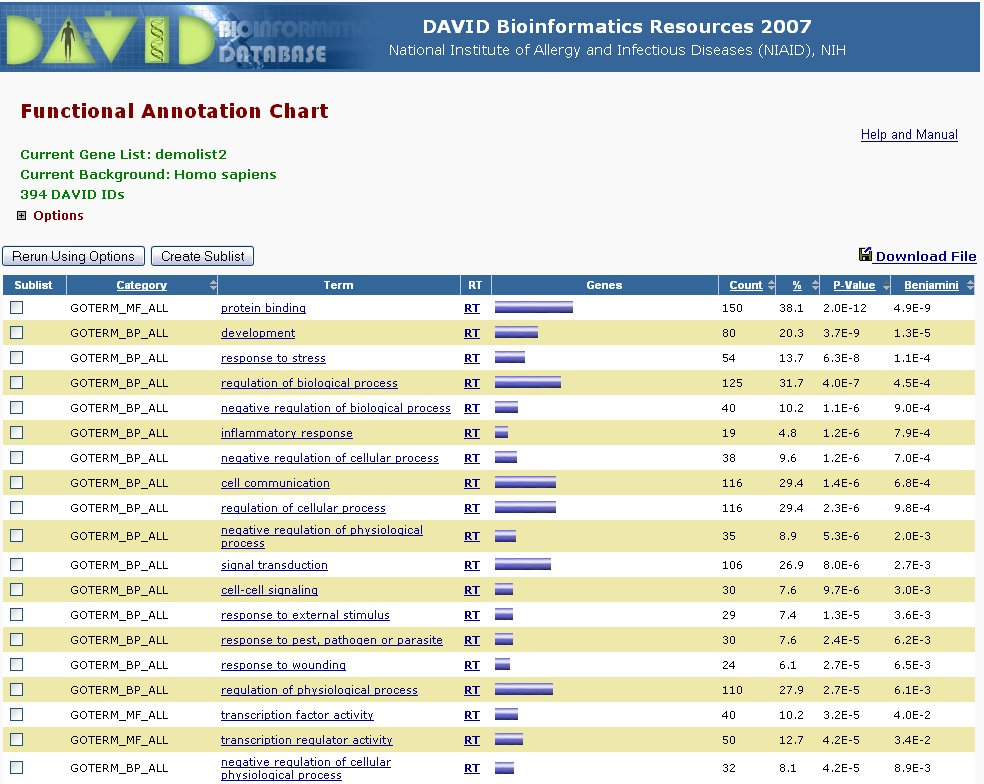 DAVID BIOINFORMATICS DATABASE
DAVID Bioinformatics Resources 2007
National Institute of Allergy and Infectious Diseases (NIAID), NIH
Functional Annotation Chart
Help and Manual
Current Gene List: demolist2
Current Background: Homo sapiens
394 DAVID IDs
Options
Rerun Using Options Create Sublist Download File
Sublist Category Term RT Genes Count % P-Value Benjamini
GOTERM_MF_ALL protein binding RT 150 38.1 2.0E-12 4.9E-9
GOTERM_BP_ALL development RT 80 20.3 3.7E-9 1.3E-5
GOTERM_BP_ALL response to stress RT 54 13.7 6.3E-8 1.1E-4
GOTERM_BP_ALL regulation of biological process RT 125 31.7 4.0E-7 4.5E-4
GOTERM_BP_ALL negative regulation of biological process RT 40 10.2 1.1E-6 9.0E-4
GOTERM_BP_ALL inflammatory response RT 19 4.8 1.2E-6 7.9E-4
GOTERM_BP_ALL negative regulation of cellular process RT 38 9.6 1.2E-6 7.0E-4
GOTERM_BP_ALL cell communication RT 116 29.4 1.4E-6 6.8E-4
GOTERM_BP_ALL regulation of cellular process RT 116 29.4 2.3E-6 9.8E-4
GOTERM_BP_ALL negative regulation of physiological process RT 35 8.9 5.3E-6 2.0E-3
GOTERM_BP_ALL signal transduction RT 106 26.9 8.0E-6 2.7E-3
GOTERM_BP_ALL cell-cell signaling RT 30 7.6 9.7E-6 3.0E-3
GOTERM_BP_ALL response to external stimulus RT 29 7.4 1.3E-5 3.6E-3
GOTERM_BP_ALL response to pest, pathogen or parasite RT 30 7.6 2.4E-5 6.2E-3
GOTERM_BP_ALL response to wounding RT 24 6.1 2.7E-5 6.5E-3
GOTERM_BP_ALL regulation of physiological process RT 110 27.9 2.7E-5 6.1E-3
GOTERM_MF_ALL transcription factor activity RT 40 10.2 3.2E-5 4.0E-2
GOTERM_MF_ALL transcription regulator activity RT 50 12.7 4.2E-5 3.4E-2
GOTERM_BP_ALL negative regulation of cellular physiological process RT 32 8.1 4.2E-5 8.9E-3